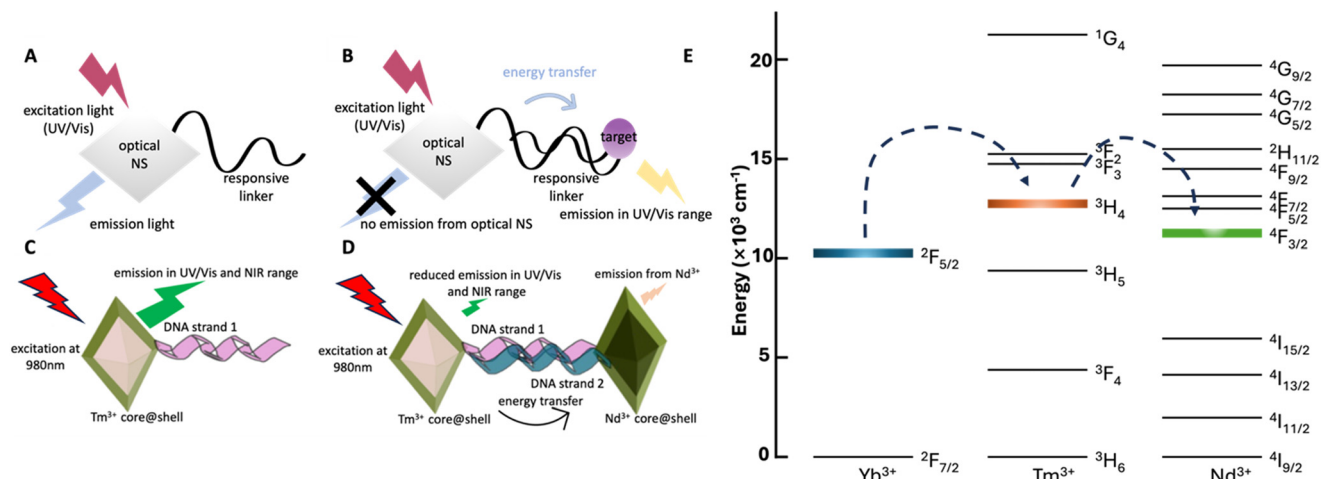 A
excitation light
(UV/Vis)
optical
NS
responsive
linker
emission light
B
energy transfer
excitation light
(UV/Vis)
optical
NS
target
responsive
linker
no emission from optical NS
emission in UV/Vis range
C
emission in UV/Vis and NIR range
DNA strand 1
excitation at
980nm
Tm³⁺ core@shell
D
reduced emission in UV/Vis
and NIR range
emission from Nd³⁺
DNA strand 1
excitation at
980nm
DNA strand 2
energy transfer
Tm³⁺ core@shell
Nd³⁺ core@shell
E
Energy (×10³ cm⁻¹)
20
15
10
5
0
²F₅/₂
²F₇/₂
Yb³⁺
¹G₄
³F₂
³F₃
³H₄
³H₅
³F₄
³H₆
Tm³⁺
⁴G₉/₂
⁴G₇/₂
⁴G₅/₂
²H₁₁/₂
⁴F₉/₂
⁴F₇/₂
⁴F₅/₂
⁴F₃/₂
⁴I₁₅/₂
⁴I₁₃/₂
⁴I₁₁/₂
⁴I₉/₂
Nd³⁺